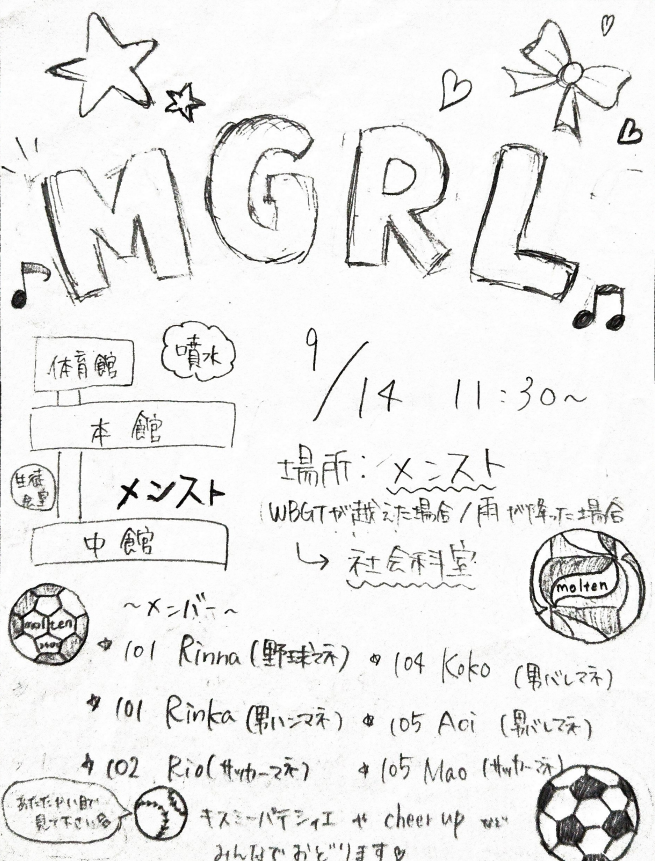 MGRL
体育館
噴水
本館
生徒
会室
メンスト
中館
9/14 11:30~
場所:メンスト
WBGTが越えた場合/雨が降った場合
↳ 社会科室
molten
molten
~メンバー~
101 Rinna (野球マネ)
104 Koko (男バレマネ)
101 Rinka (男ハンマネ)
105 Aoi (男バレマネ)
102 Rio (サッカーマネ)
105 Mao (サッカーマネ)
あたたかい目で
見て下さい
キスミーパティシエ や cheer up など
みんなでおどります♡